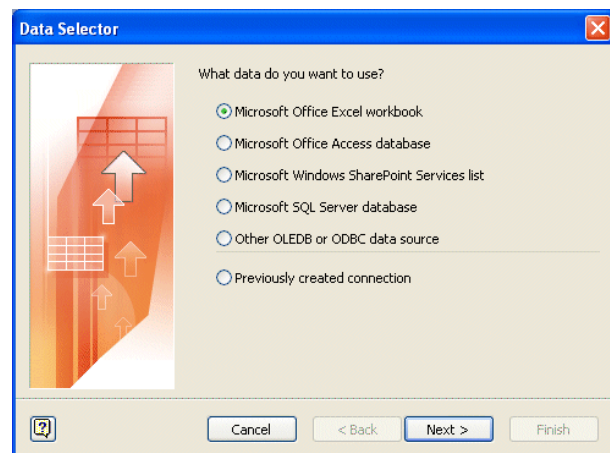 Data Selector
What data do you want to use?
Microsoft Office Excel workbook
Microsoft Office Access database
Microsoft Windows SharePoint Services list
Microsoft SQL Server database
Other OLEDB or ODBC data source
Previously created connection
Cancel < Back Next > Finish